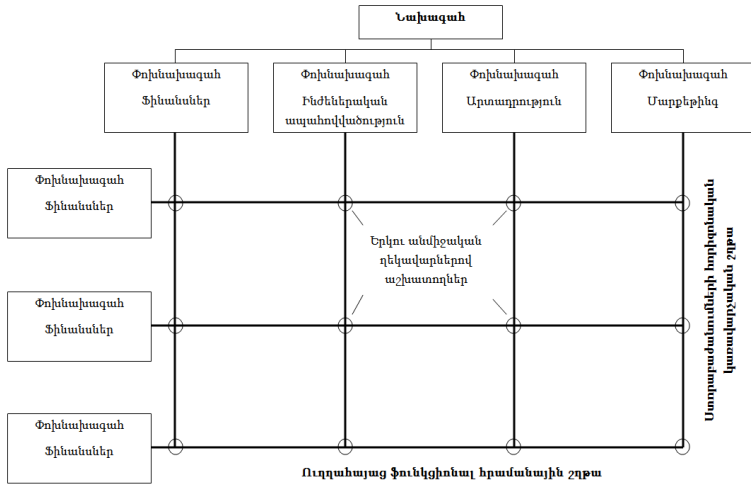 Նախագահ
Փոխնախագահ
Ֆինանսներ
Փոխնախագահ
Ինժեներական
ապահովվածություն
Փոխնախագահ
Արտադրություն
Փոխնախագահ
Մարքեթինգ
Փոխնախագահ
Ֆինանսներ
Երկու անմիջական
ղեկավարներով
աշխատողներ
Փոխնախագահ
Ֆինանսներ
Փոխնախագահ
Ֆինանսներ
Ստորաբաժանումների հորիզոնական
կառավարչական շղթա
Ուղղահայաց ֆունկցիոնալ հրամանային շղթա